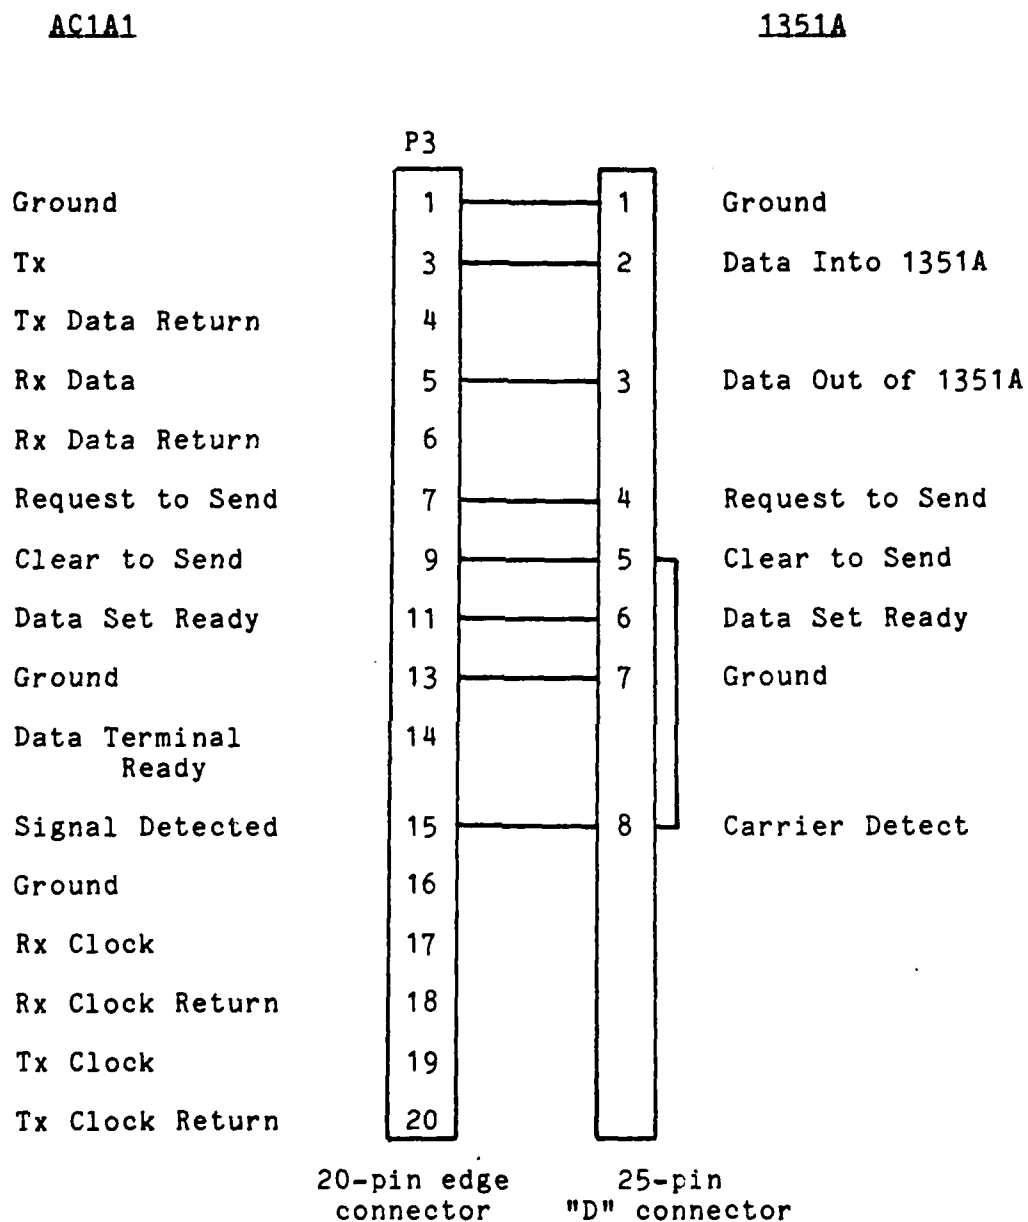 AC1A1 1351A
P3
Ground 1 1 Ground
Tx 3 2 Data Into 1351A
Tx Data Return 4
Rx Data 5 3 Data Out of 1351A
Rx Data Return 6
Request to Send 7 4 Request to Send
Clear to Send 9 5 Clear to Send
Data Set Ready 11 6 Data Set Ready
Ground 13 7 Ground
Data Terminal 14
Ready
Signal Detected 15 8 Carrier Detect
Ground 16
Rx Clock 17
Rx Clock Return 18
Tx Clock 19
Tx Clock Return 20
20-pin edge 25-pin
connector "D" connector